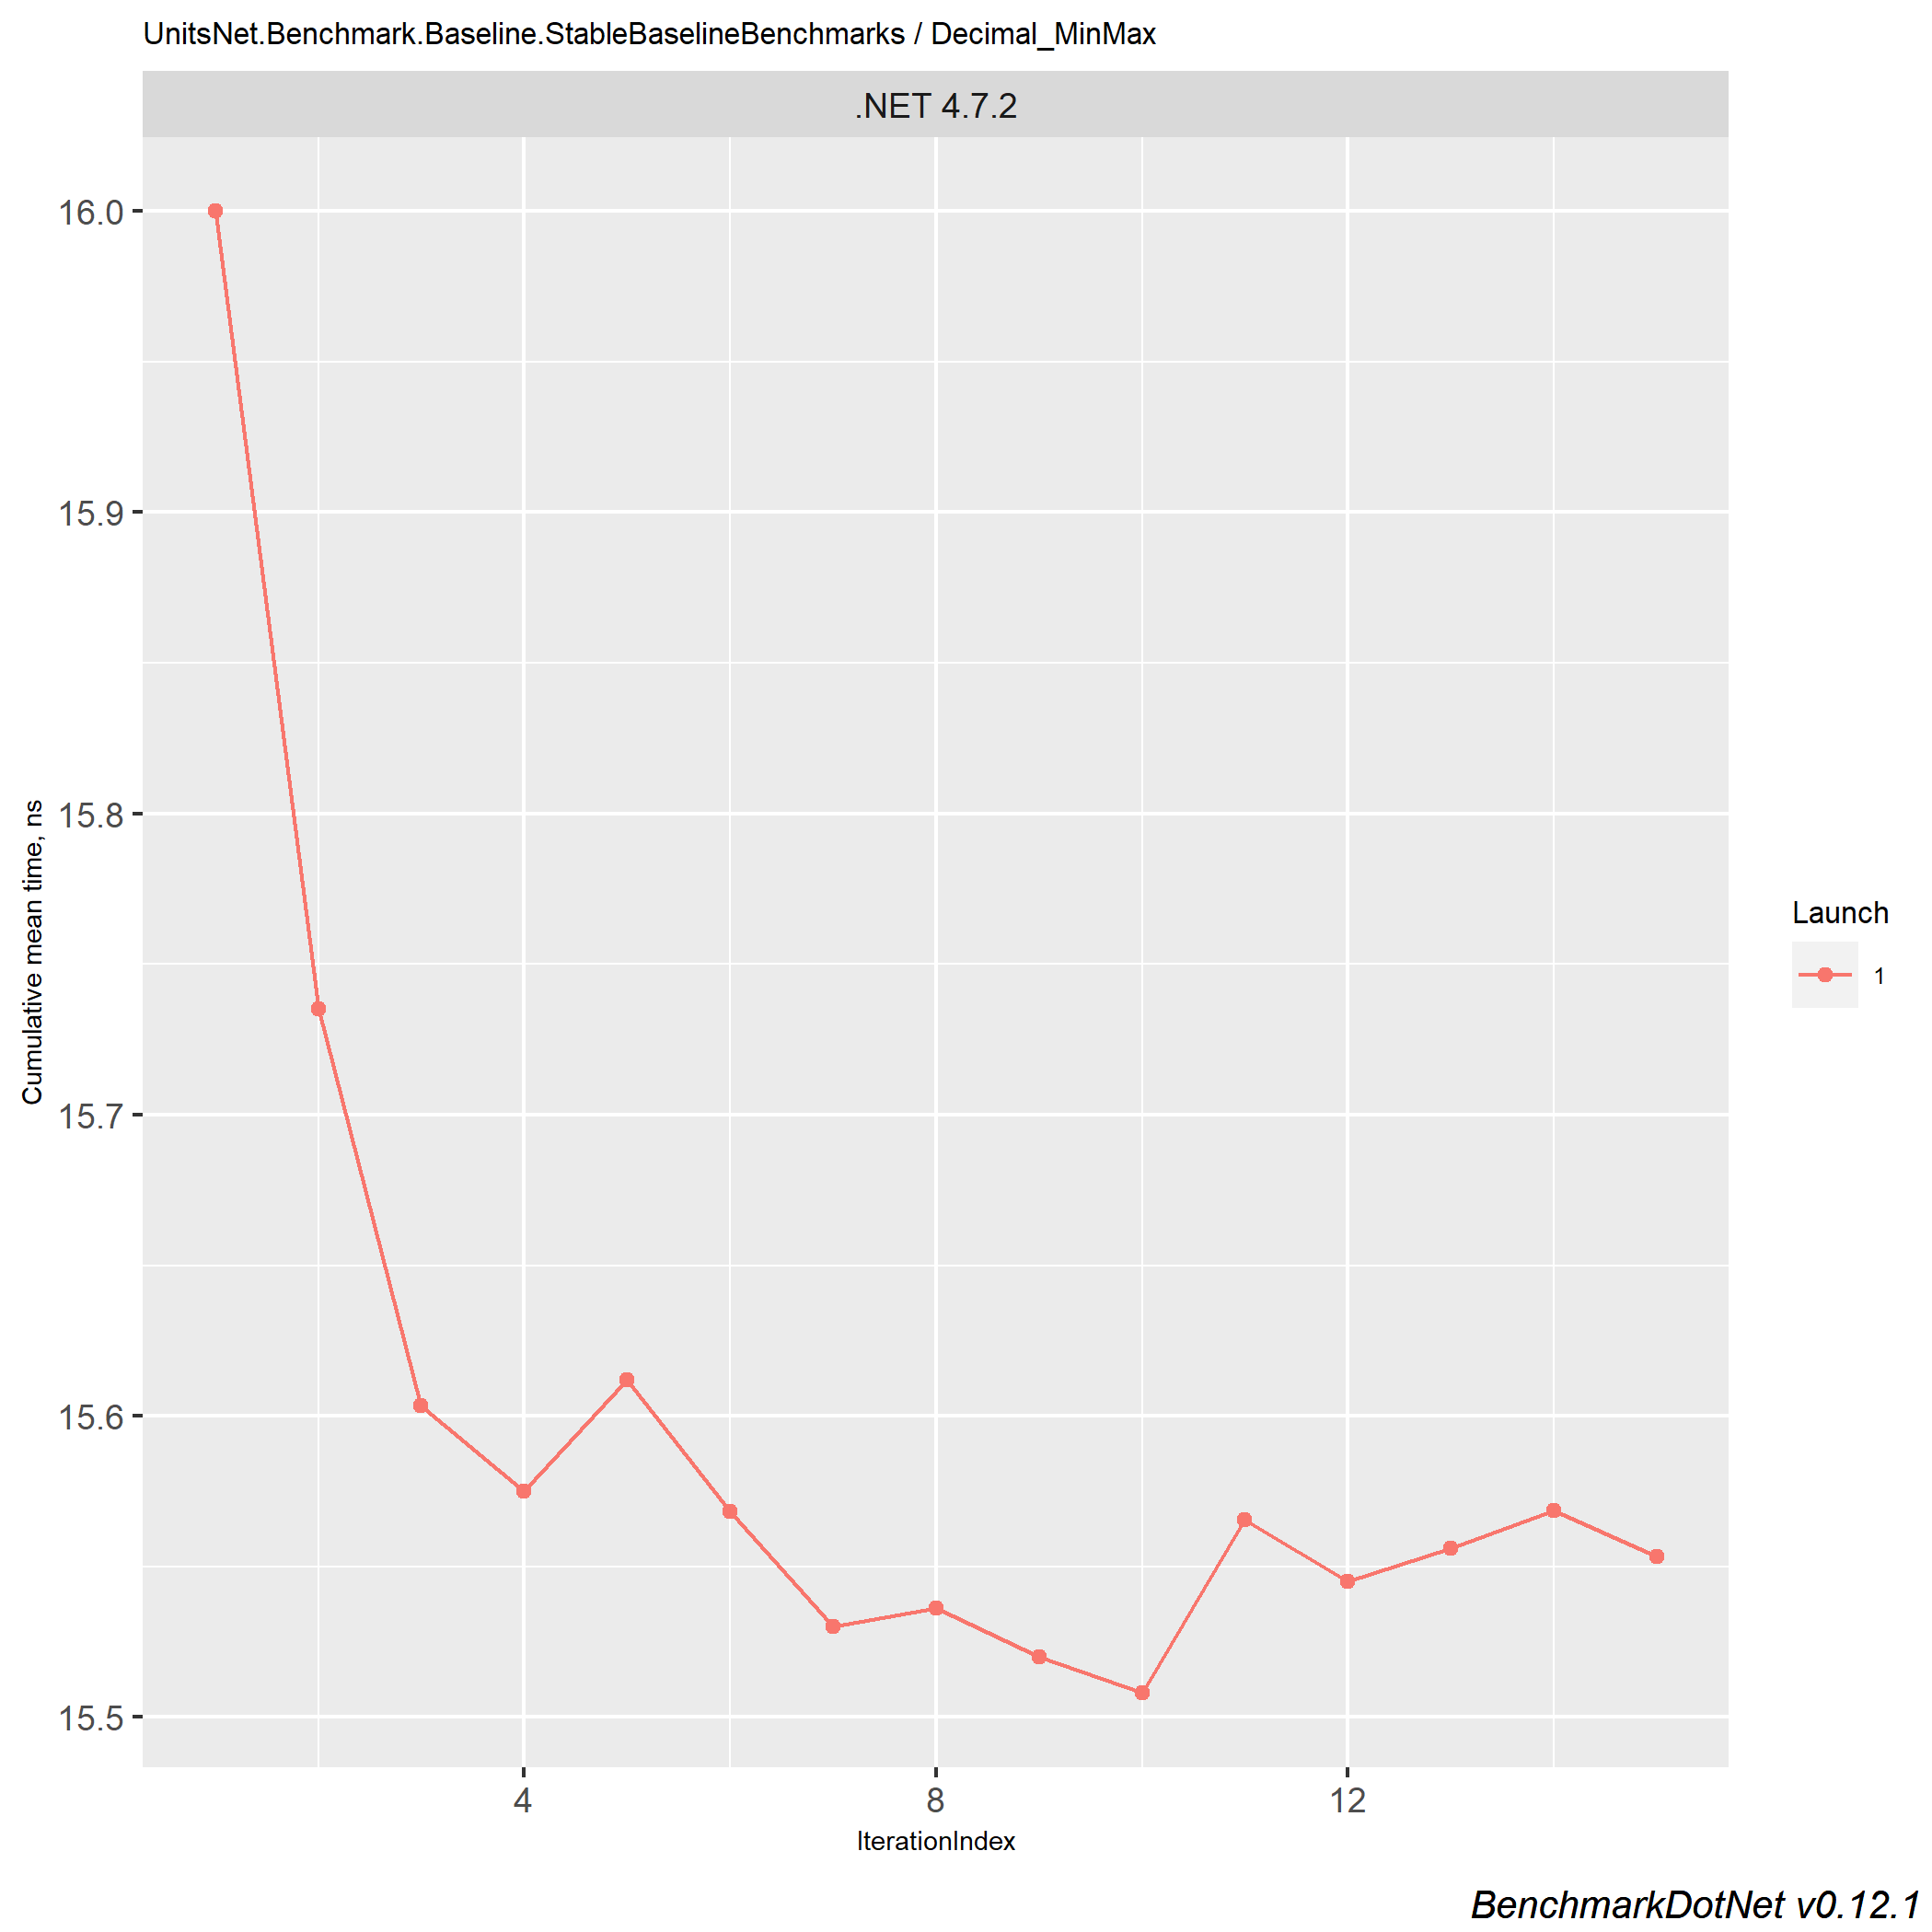 UnitsNet.Benchmark.Baseline.StableBaselineBenchmarks / Decimal_MinMax
.NET 4.7.2
16.0
15.9
15.8
15.7
15.6
15.5
Cumulative mean time, ns
4
8
12
IterationIndex
Launch
1
BenchmarkDotNet v0.12.1